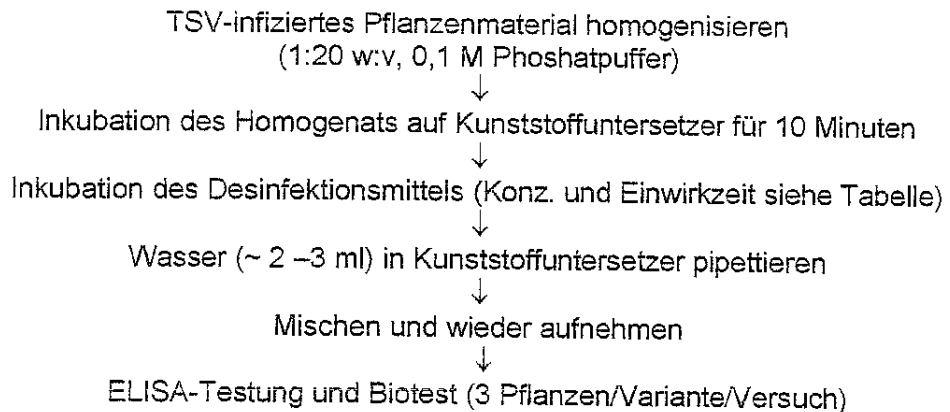 TSV-infiziertes Pflanzenmaterial homogenisieren
(1:20 w:v, 0,1 M Phoshatpuffer)
↓
Inkubation des Homogenats auf Kunststoffuntersetzer für 10 Minuten
↓
Inkubation des Desinfektionsmittels (Konz. und Einwirkzeit siehe Tabelle)
↓
Wasser (~ 2 –3 ml) in Kunststoffuntersetzer pipettieren
↓
Mischen und wieder aufnehmen
↓
ELISA-Testung und Biotest (3 Pflanzen/Variante/Versuch)